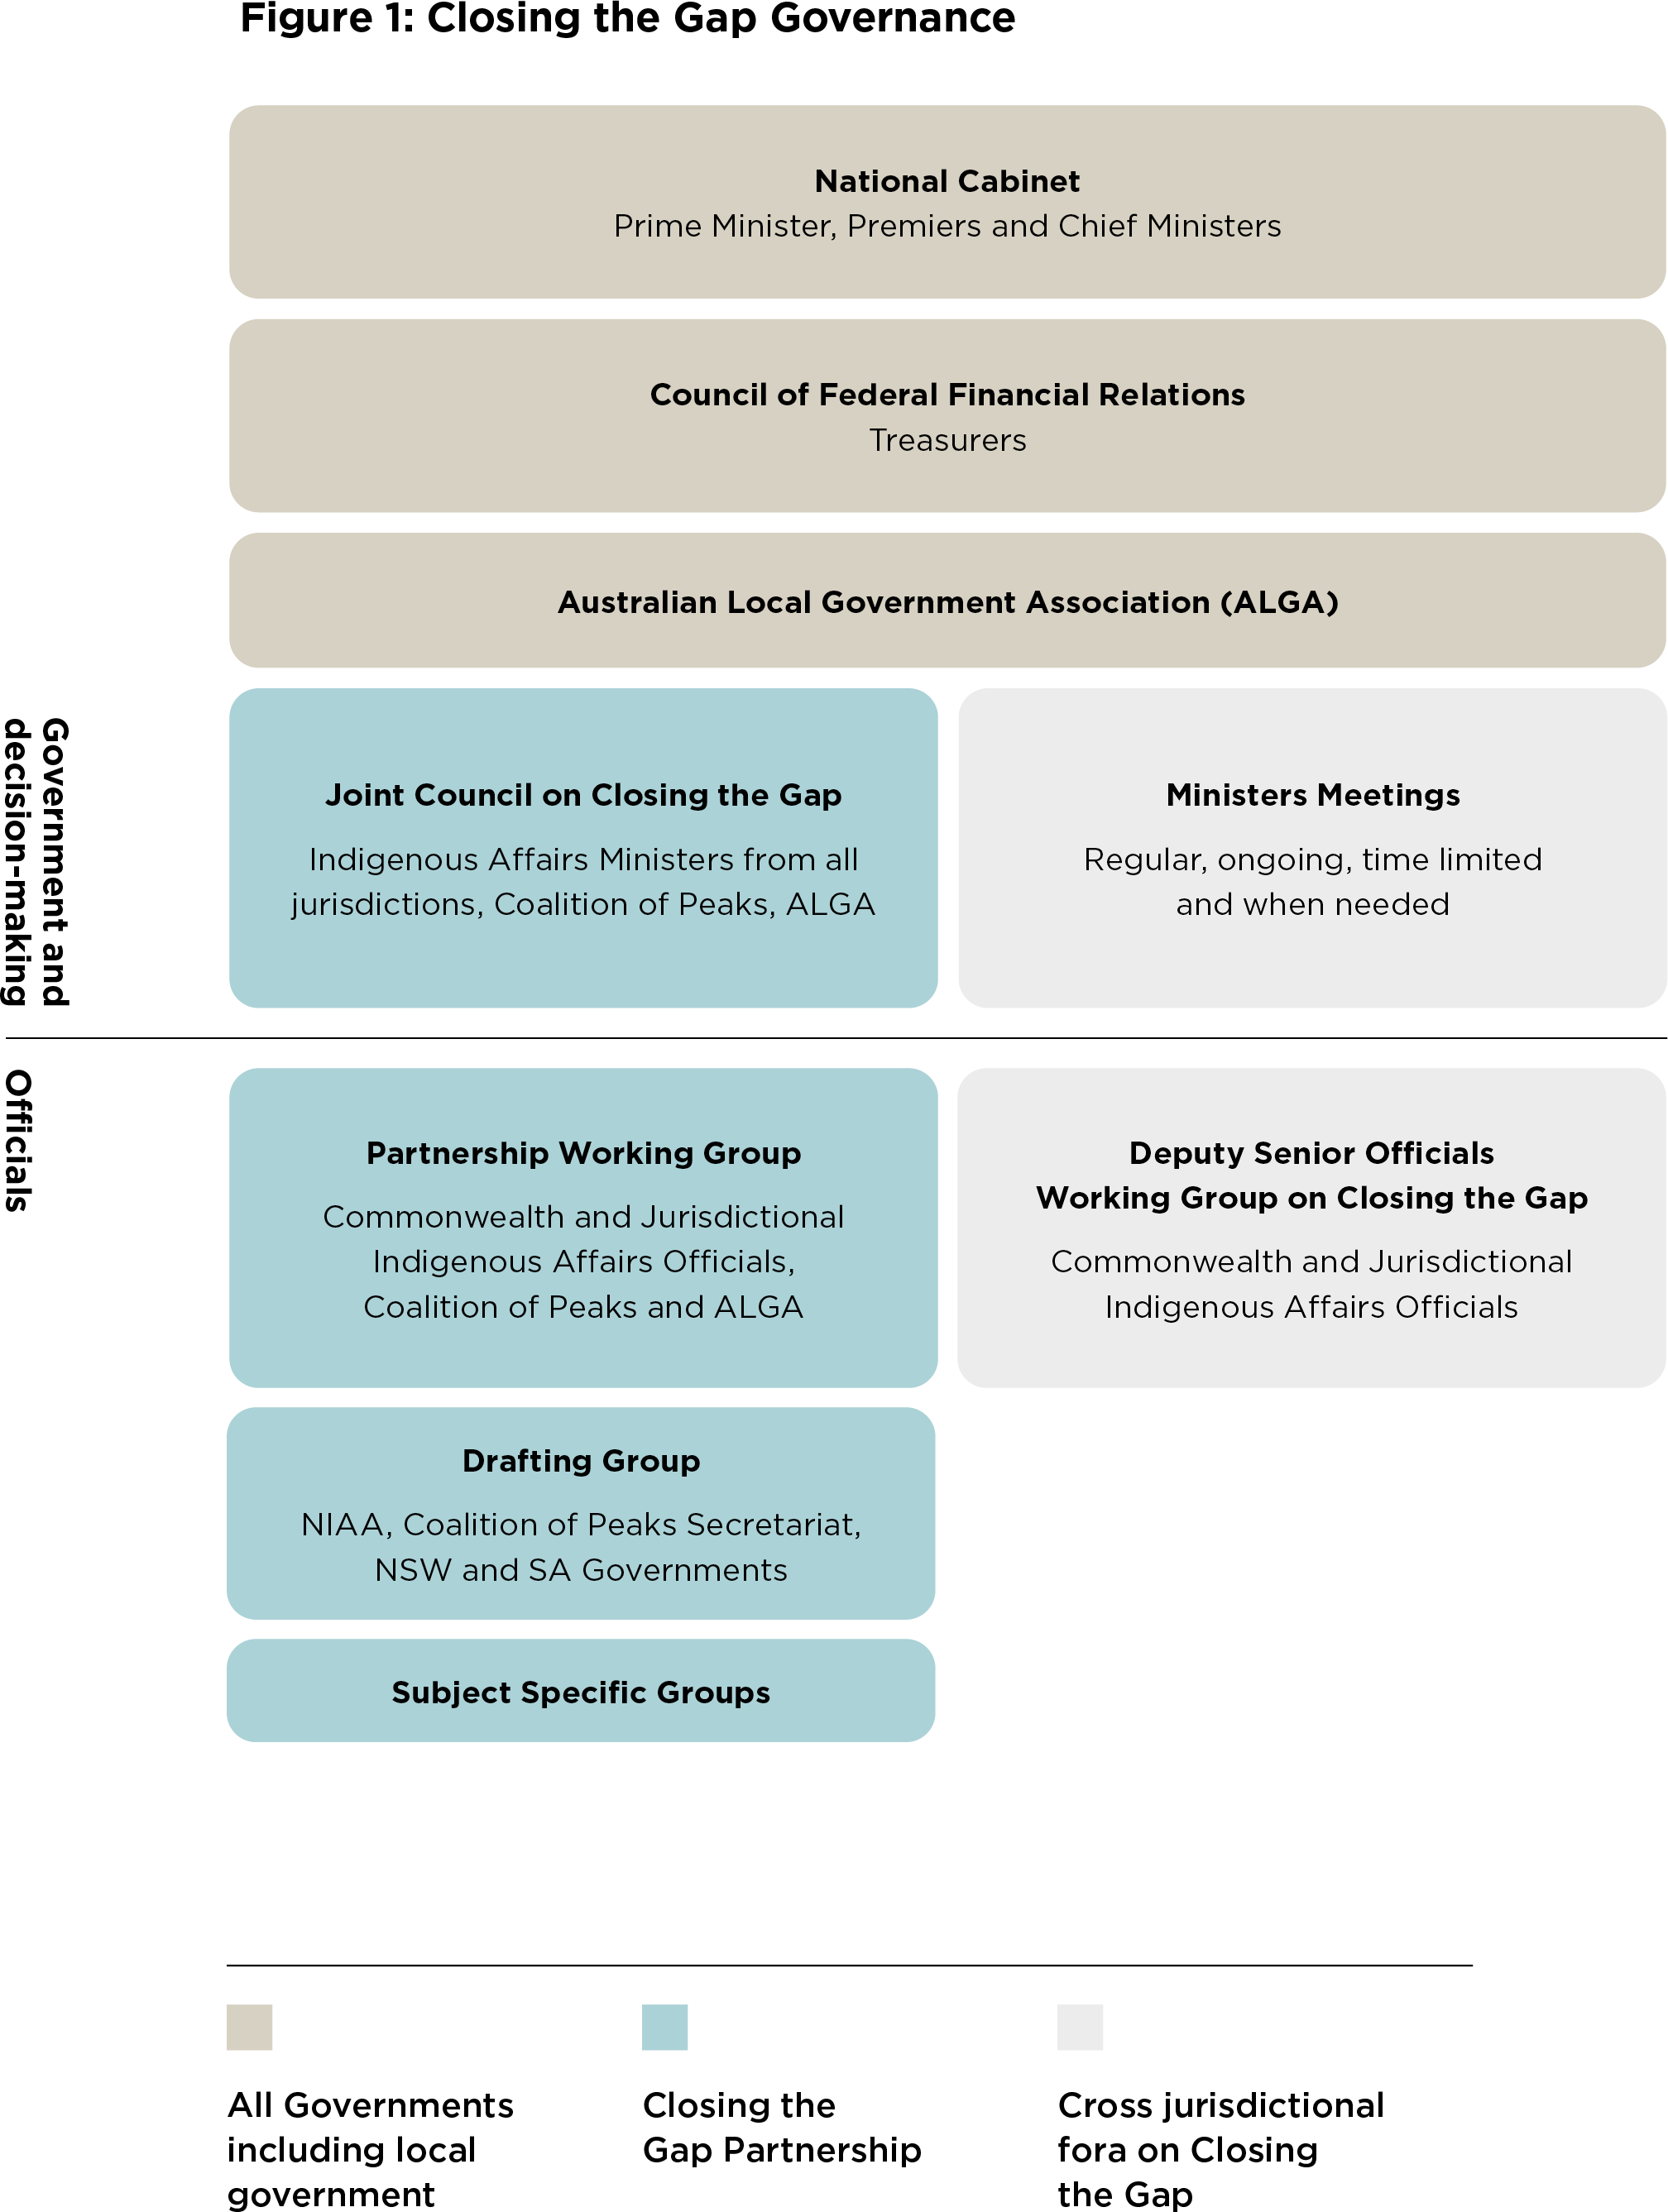 Figure 1: Closing the Gap Governance
National Cabinet
Prime Minister, Premiers and Chief Ministers
Council of Federal Financial Relations
Treasurers
Australian Local Government Association (ALGA)
Government and
decision-making
Joint Council on Closing the Gap
Indigenous Affairs Ministers from all
jurisdictions, Coalition of Peaks, ALGA
Ministers Meetings
Regular, ongoing, time limited
and when needed
Officials
Partnership Working Group
Commonwealth and Jurisdictional
Indigenous Affairs Officials,
Coalition of Peaks and ALGA
Deputy Senior Officials
Working Group on Closing the Gap
Commonwealth and Jurisdictional
Indigenous Affairs Officials
Drafting Group
NIAA, Coalition of Peaks Secretariat,
NSW and SA Governments
Subject Specific Groups
All Governments
including local
government
Closing the
Gap Partnership
Cross jurisdictional
fora on Closing
the Gap